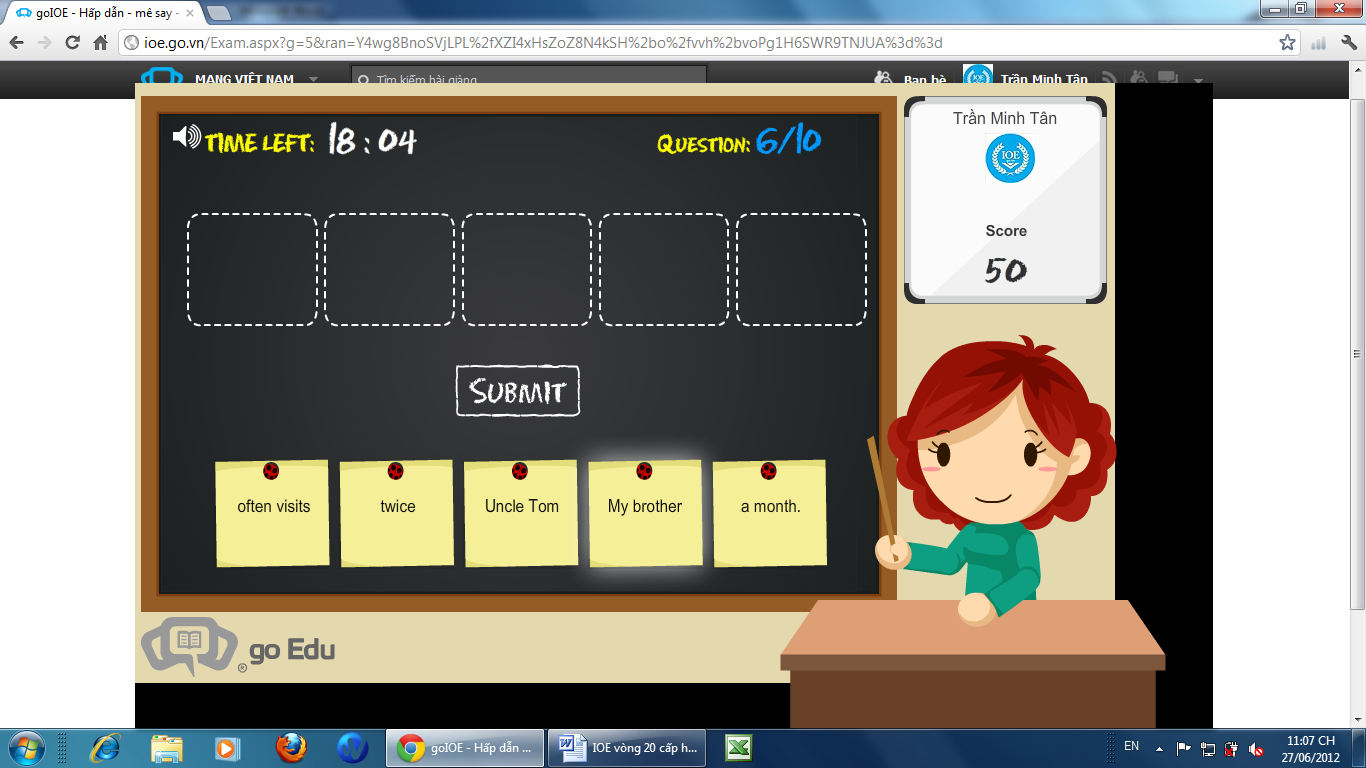 goIOE - Hấp dẫn - mê say -
ioe.go.vn/Exam.aspx?g=5&ran=Y4wg8BnoSVjLPL%2fXZI4xHsZoZ8N4kSH%2bo%2fvvh%2bvoPg1H6SWR9TNJUA%3d%3d
MẠNG VIỆT NAM
Tìm kiếm bài giảng
Bạn bè
Trần Minh Tân
TIME LEFT: 18 : 04
QUESTION: 6/10
Trần Minh Tân
IOE
Score
50
SUBMIT
often visits
twice
Uncle Tom
My brother
a month.
® go Edu
goIOE - Hấp dẫn ...
IOE vòng 20 cấp h...
EN
11:07 CH
27/06/2012